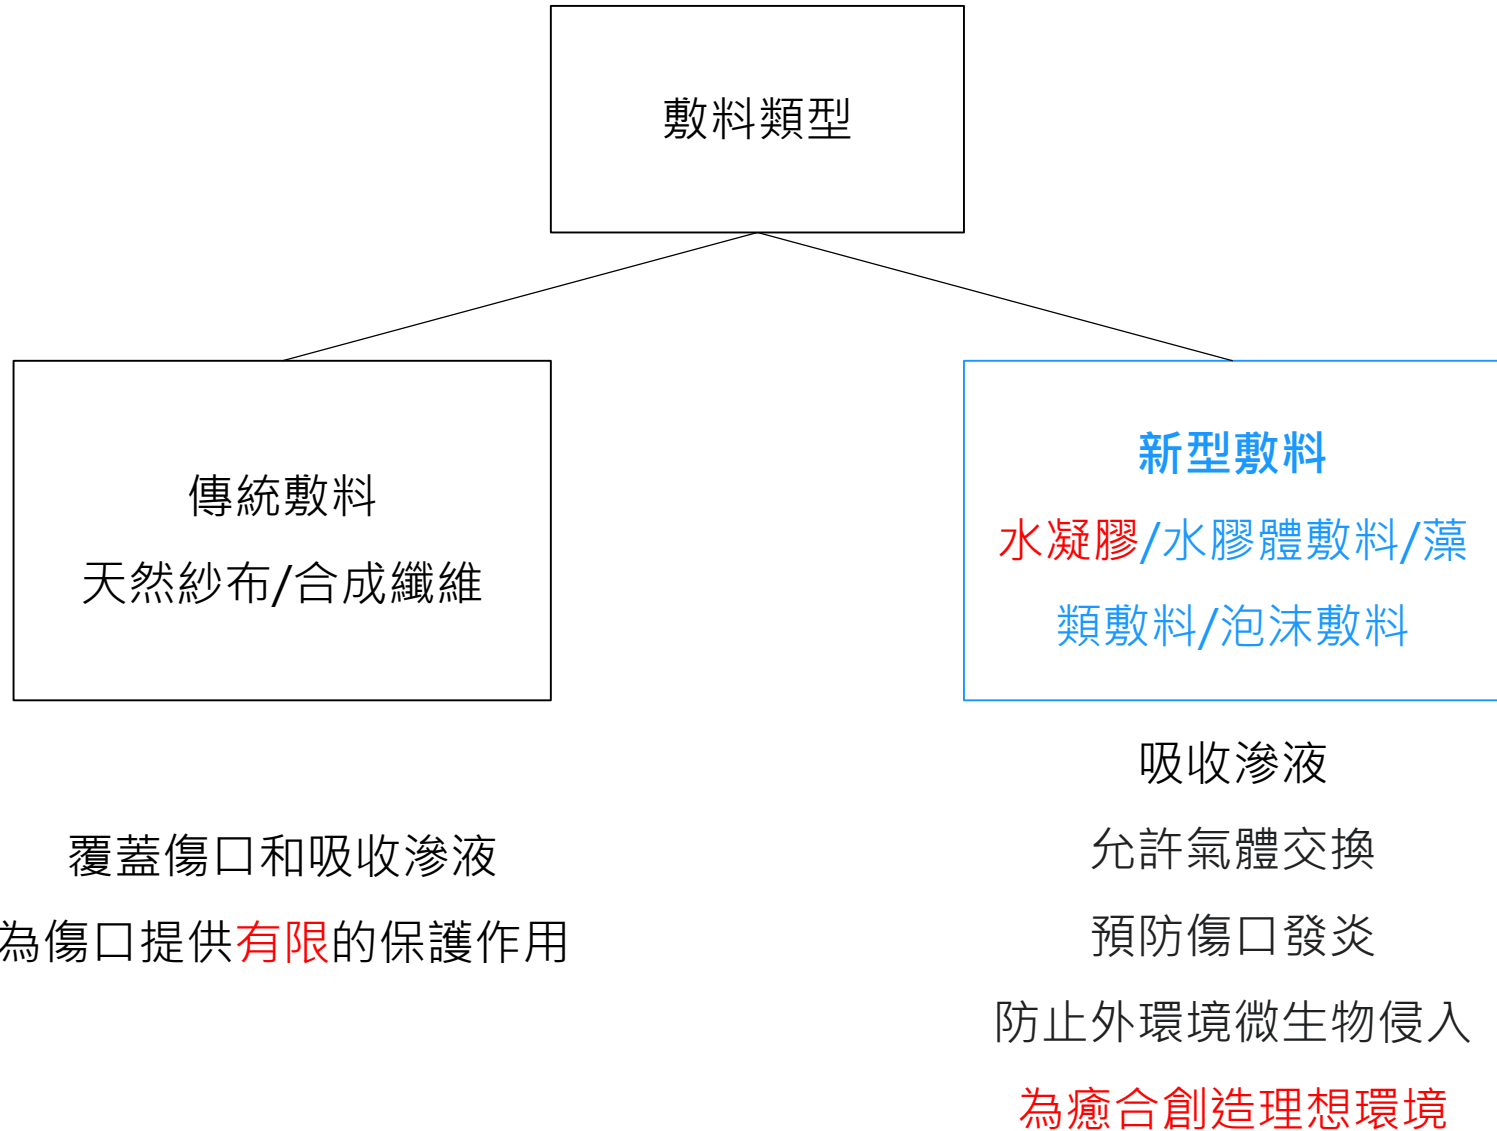 敷料類型
傳統敷料
天然紗布/合成纖維
覆蓋傷口和吸收滲液
為傷口提供有限的保護作用
新型敷料
水凝膠/水膠體敷料/藻
類敷料/泡沫敷料
吸收滲液
允許氣體交換
預防傷口發炎
防止外環境微生物侵入
為癒合創造理想環境